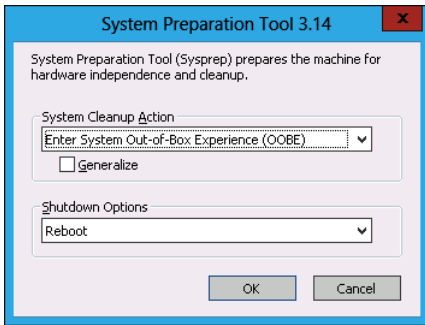 System Preparation Tool 3.14
x
System Preparation Tool (Sysprep) prepares the machine for
hardware independence and cleanup.
System Cleanup Action
Enter System Out-of-Box Experience (OOBE)
Generalize
Shutdown Options
Reboot
OK Cancel